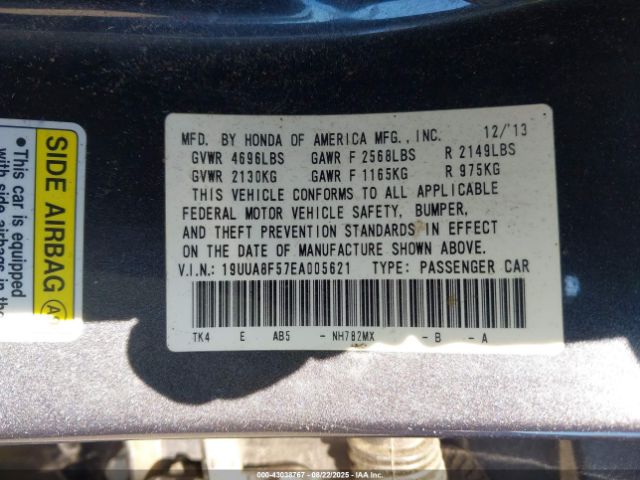 MFD. BY HONDA OF AMERICA MFG., INC. 12/'13
GVWR 4696LBS GAWR F 2568LBS R 2149LBS
GVWR 2130KG GAWR F 1165KG R 975KG
THIS VEHICLE CONFORMS TO ALL APPLICABLE
FEDERAL MOTOR VEHICLE SAFETY, BUMPER,
AND THEFT PREVENTION STANDARDS IN EFFECT
ON THE DATE OF MANUFACTURE SHOWN ABOVE.
V.I.N.: 19UUA8F57EA005621 TYPE: PASSENGER CAR
TK4 E AB5 - NH782MX - B - A
SIDE AIRBAG
•This car is equipped
with side airbags in the
000-43038767 - 08/22/2025 - Copyright IAA, Inc.